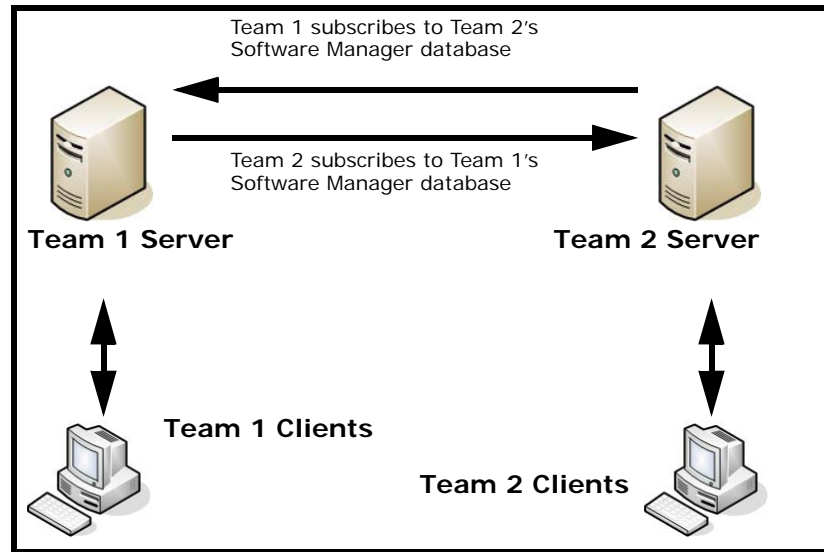 Team 1 subscribes to Team 2's
Software Manager database
Team 2 subscribes to Team 1's
Software Manager database
Team 1 Server
Team 2 Server
Team 1 Clients
Team 2 Clients